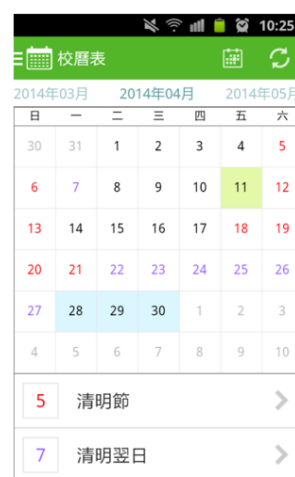 10:25
校曆表
2014年03月 2014年04月 2014年05月
日 一 二 三 四 五 六
30 31 1 2 3 4 5
6 7 8 9 10 11 12
13 14 15 16 17 18 19
20 21 22 23 24 25 26
27 28 29 30 1 2 3
4 5 6 7 8 9 10
5 清明節
7 清明翌日